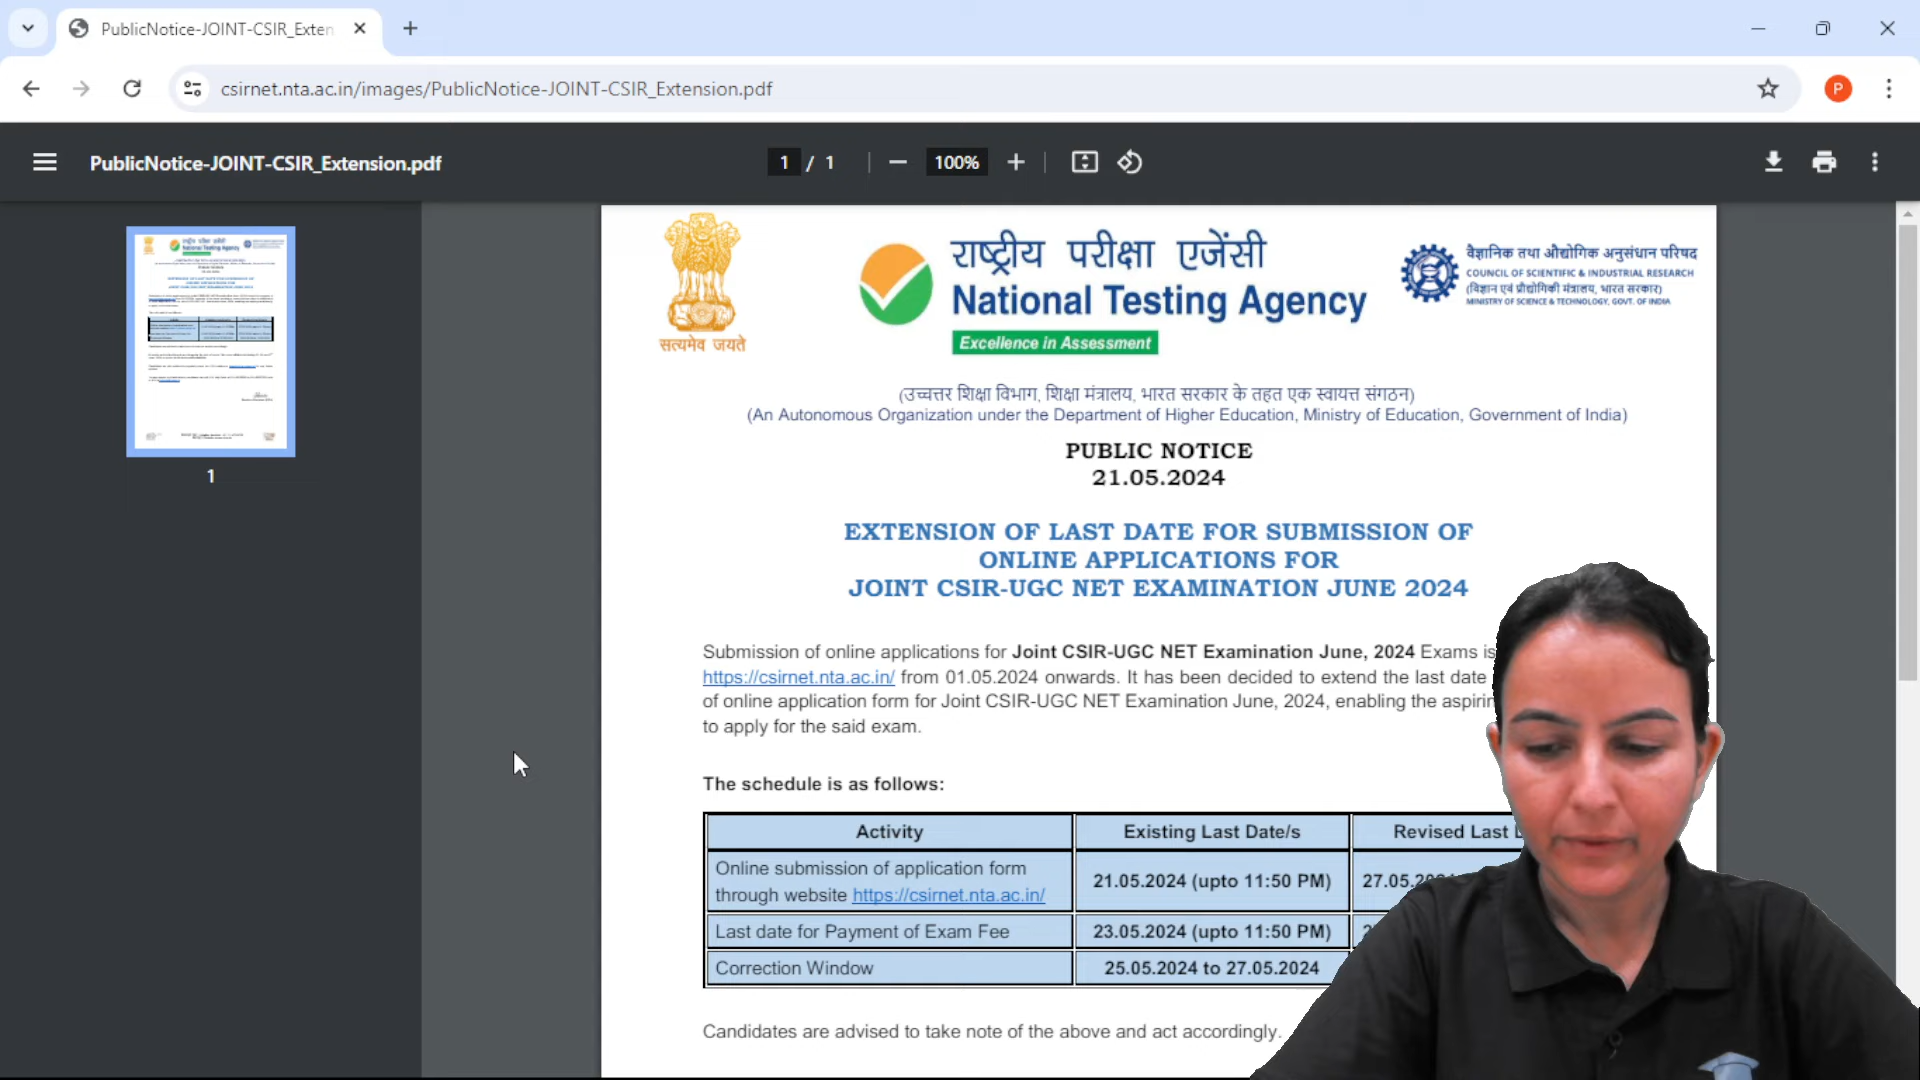 PublicNotice-JOINT-CSIR_Exten
csirnet.nta.ac.in/images/PublicNotice-JOINT-CSIR_Extension.pdf
P
PublicNotice-JOINT-CSIR_Extension.pdf
1 / 1
100%
1
सत्यमेव जयते
राष्ट्रीय परीक्षा एजेंसी
National Testing Agency
Excellence in Assessment
वैज्ञानिक तथा औद्योगिक अनुसंधान परिषद
COUNCIL OF SCIENTIFIC & INDUSTRIAL RESEARCH
(विज्ञान एवं प्रौद्योगिकी मंत्रालय, भारत सरकार)
MINISTRY OF SCIENCE & TECHNOLOGY, GOVT. OF INDIA
(उच्चतर शिक्षा विभाग, शिक्षा मंत्रालय, भारत सरकार के तहत एक स्वायत्त संगठन)
(An Autonomous Organization under the Department of Higher Education, Ministry of Education, Government of India)
PUBLIC NOTICE
21.05.2024
EXTENSION OF LAST DATE FOR SUBMISSION OF
ONLINE APPLICATIONS FOR
JOINT CSIR-UGC NET EXAMINATION JUNE 2024
Submission of online applications for Joint CSIR-UGC NET Examination June, 2024 Exams is
https://csirnet.nta.ac.in/ from 01.05.2024 onwards. It has been decided to extend the last date
of online application form for Joint CSIR-UGC NET Examination June, 2024, enabling the
to apply for the said exam.
The schedule is as follows:
Activity Existing Last Date/s Revised Last
Online submission of application form
through website https://csirnet.nta.ac.in/ 21.05.2024 (upto 11:50 PM)
Last date for Payment of Exam Fee 23.05.2024 (upto 11:50 PM)
Correction Window 25.05.2024 to 27.05.2024
Candidates are advised to take note of the above and act accordingly.